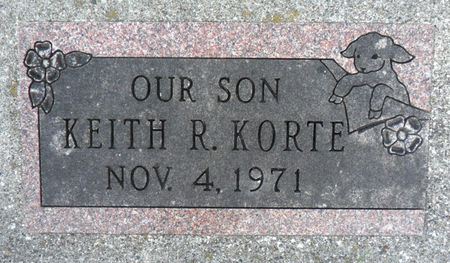 OUR SON
KEITH R. KORTE
NOV. 4, 1971